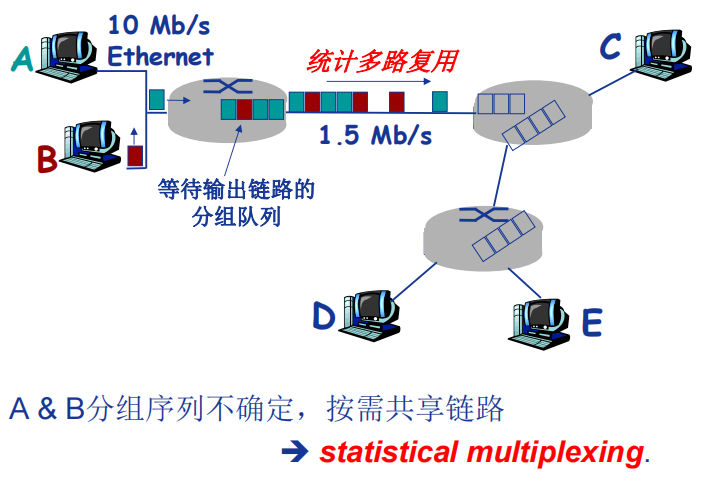 10 Mb/s
Ethernet
A
B
统计多路复用
C
1.5 Mb/s
等待输出链路的
分组队列
D
E
A & B分组序列不确定，按需共享链路
➔ statistical multiplexing.